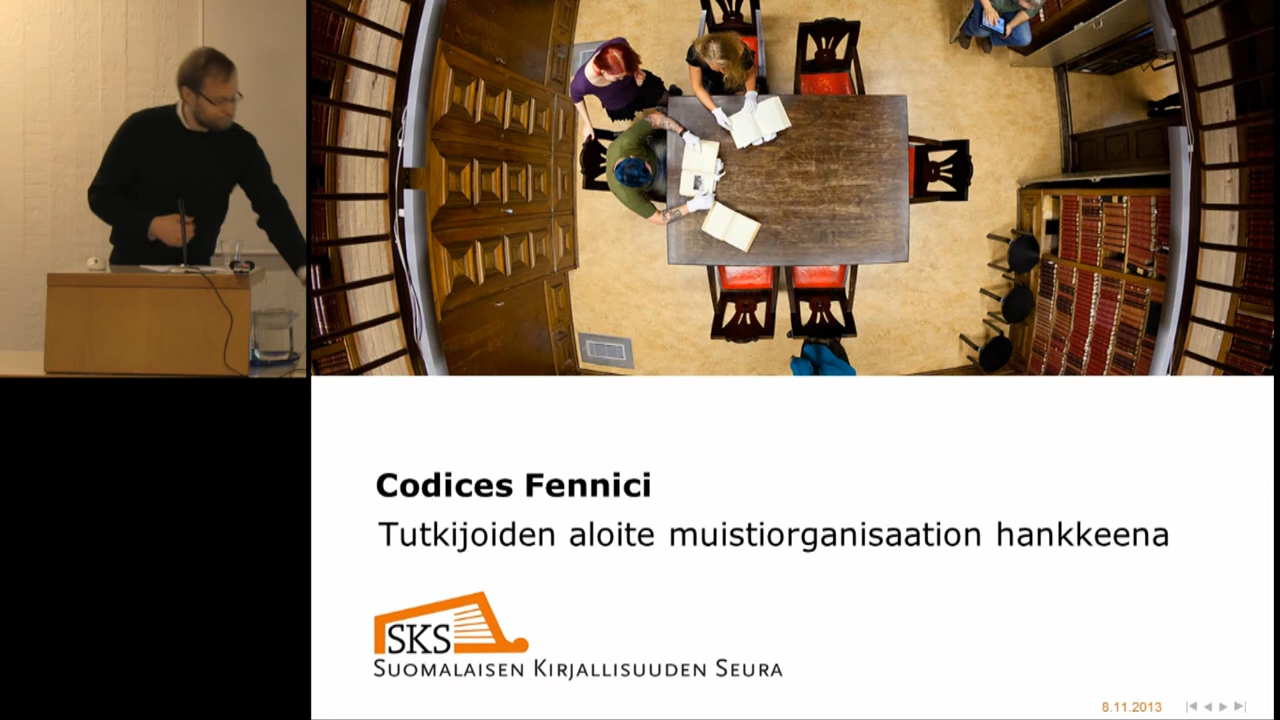 Codices Fennici
Tutkijoiden aloite muistiorganisaation hankkeena
SKS
SUOMALAISEN KIRJALLISUUDEN SEURA
8.11.2013